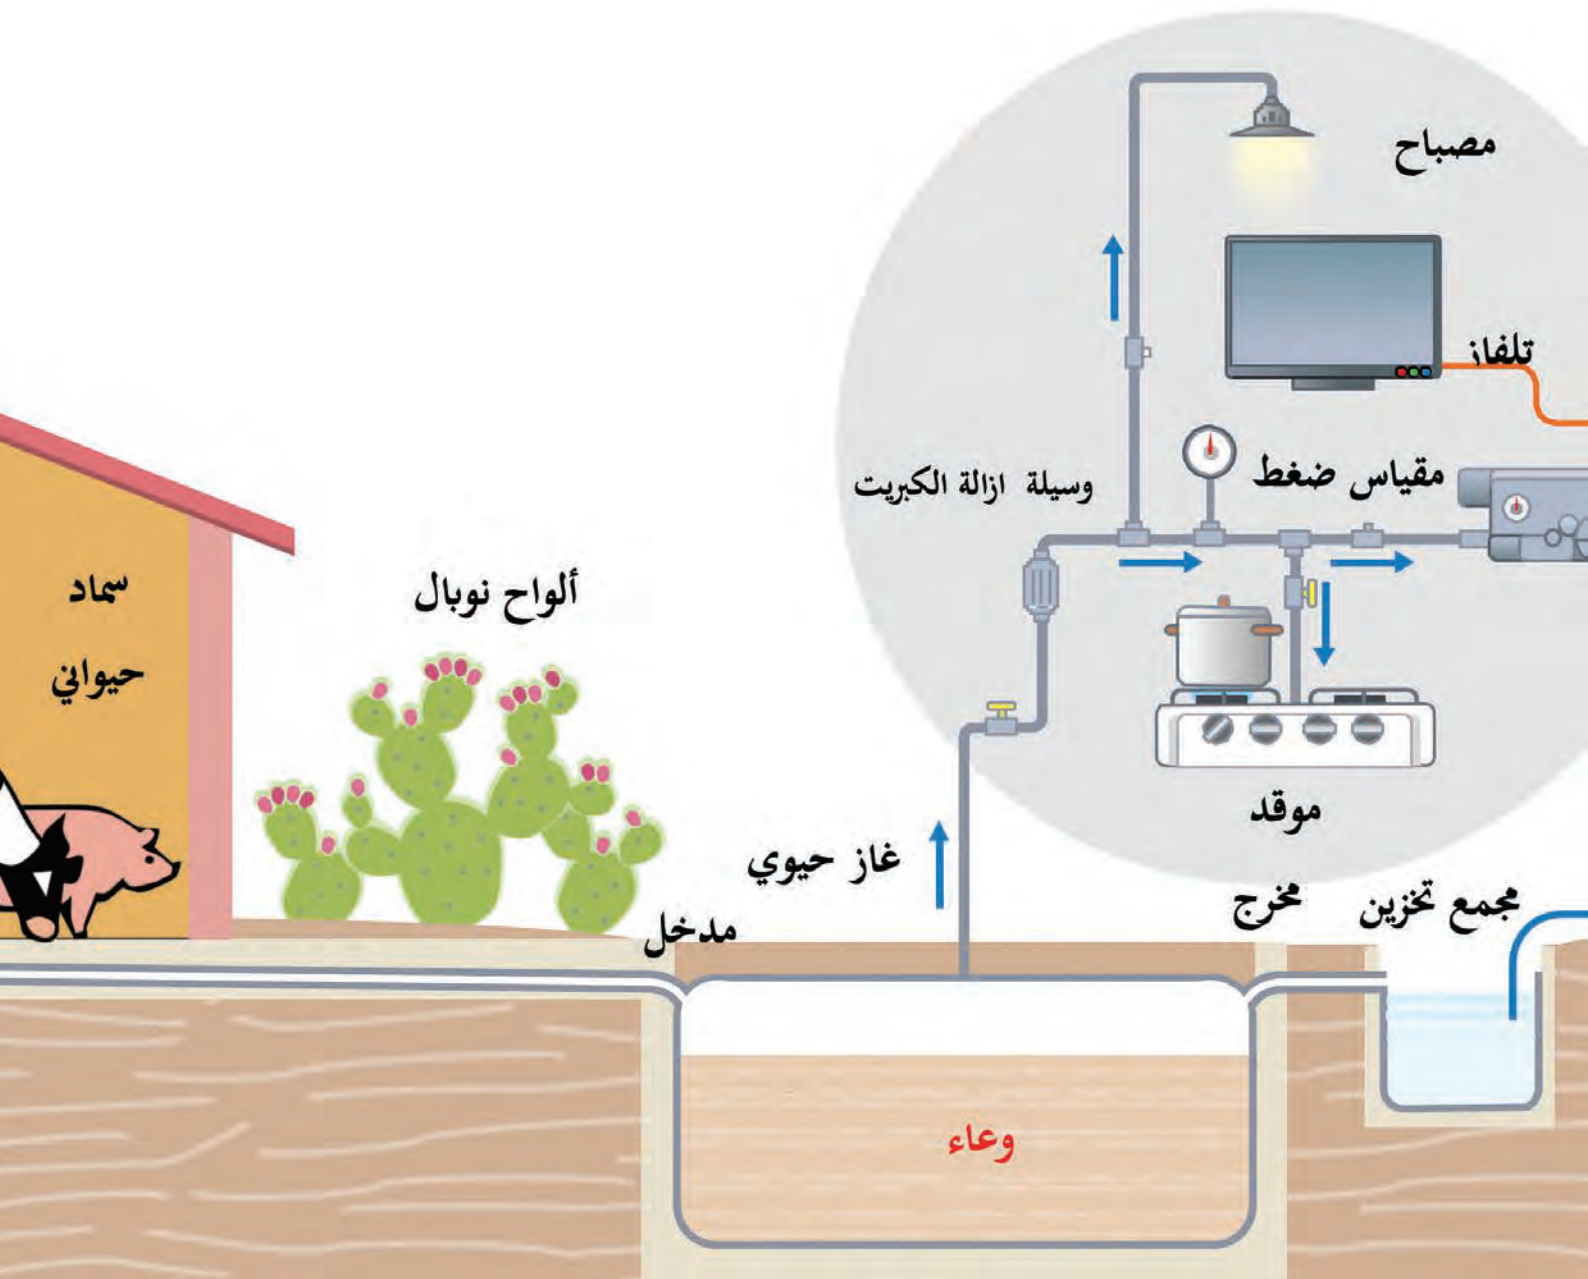 مصباح
تلفاز
مقياس ضغط
وسيلة ازالة الكبريت
سماد
حيواني
ألواح نوبال
موقد
غاز حيوي
مخرج
مجمع تخزين
مدخل
وعاء